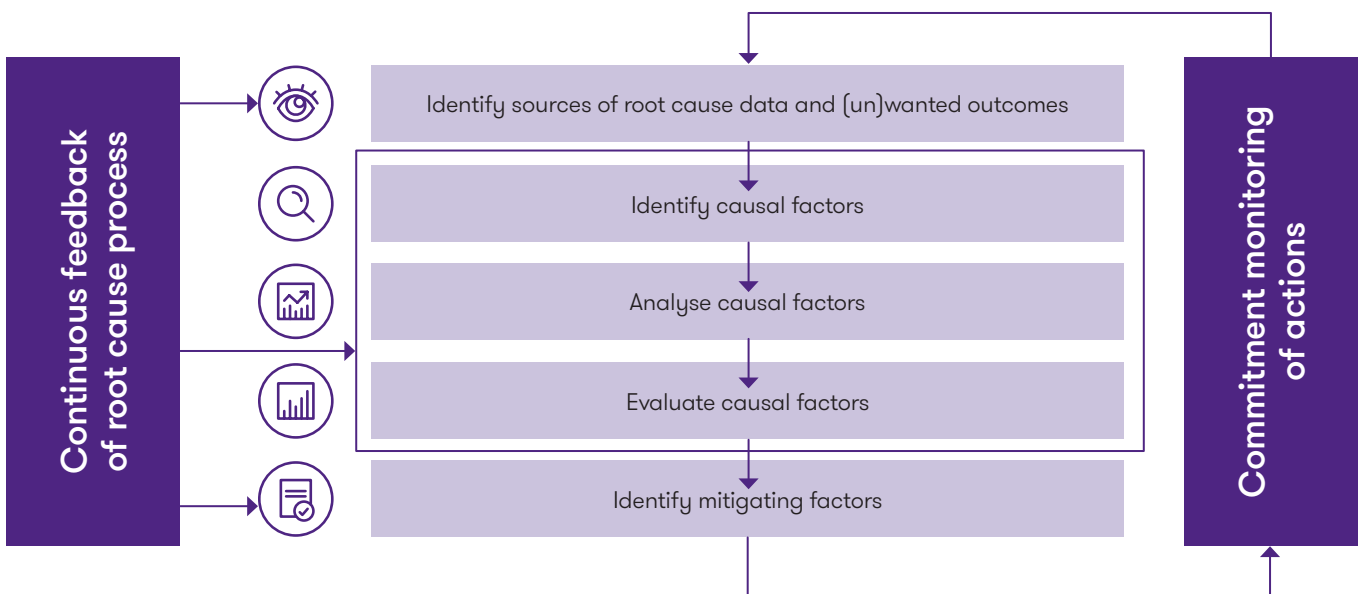 Continuous feedback
of root cause process
Identify sources of root cause data and (un)wanted outcomes
Identify causal factors
Analyse causal factors
Evaluate causal factors
Identify mitigating factors
Commitment monitoring
of actions